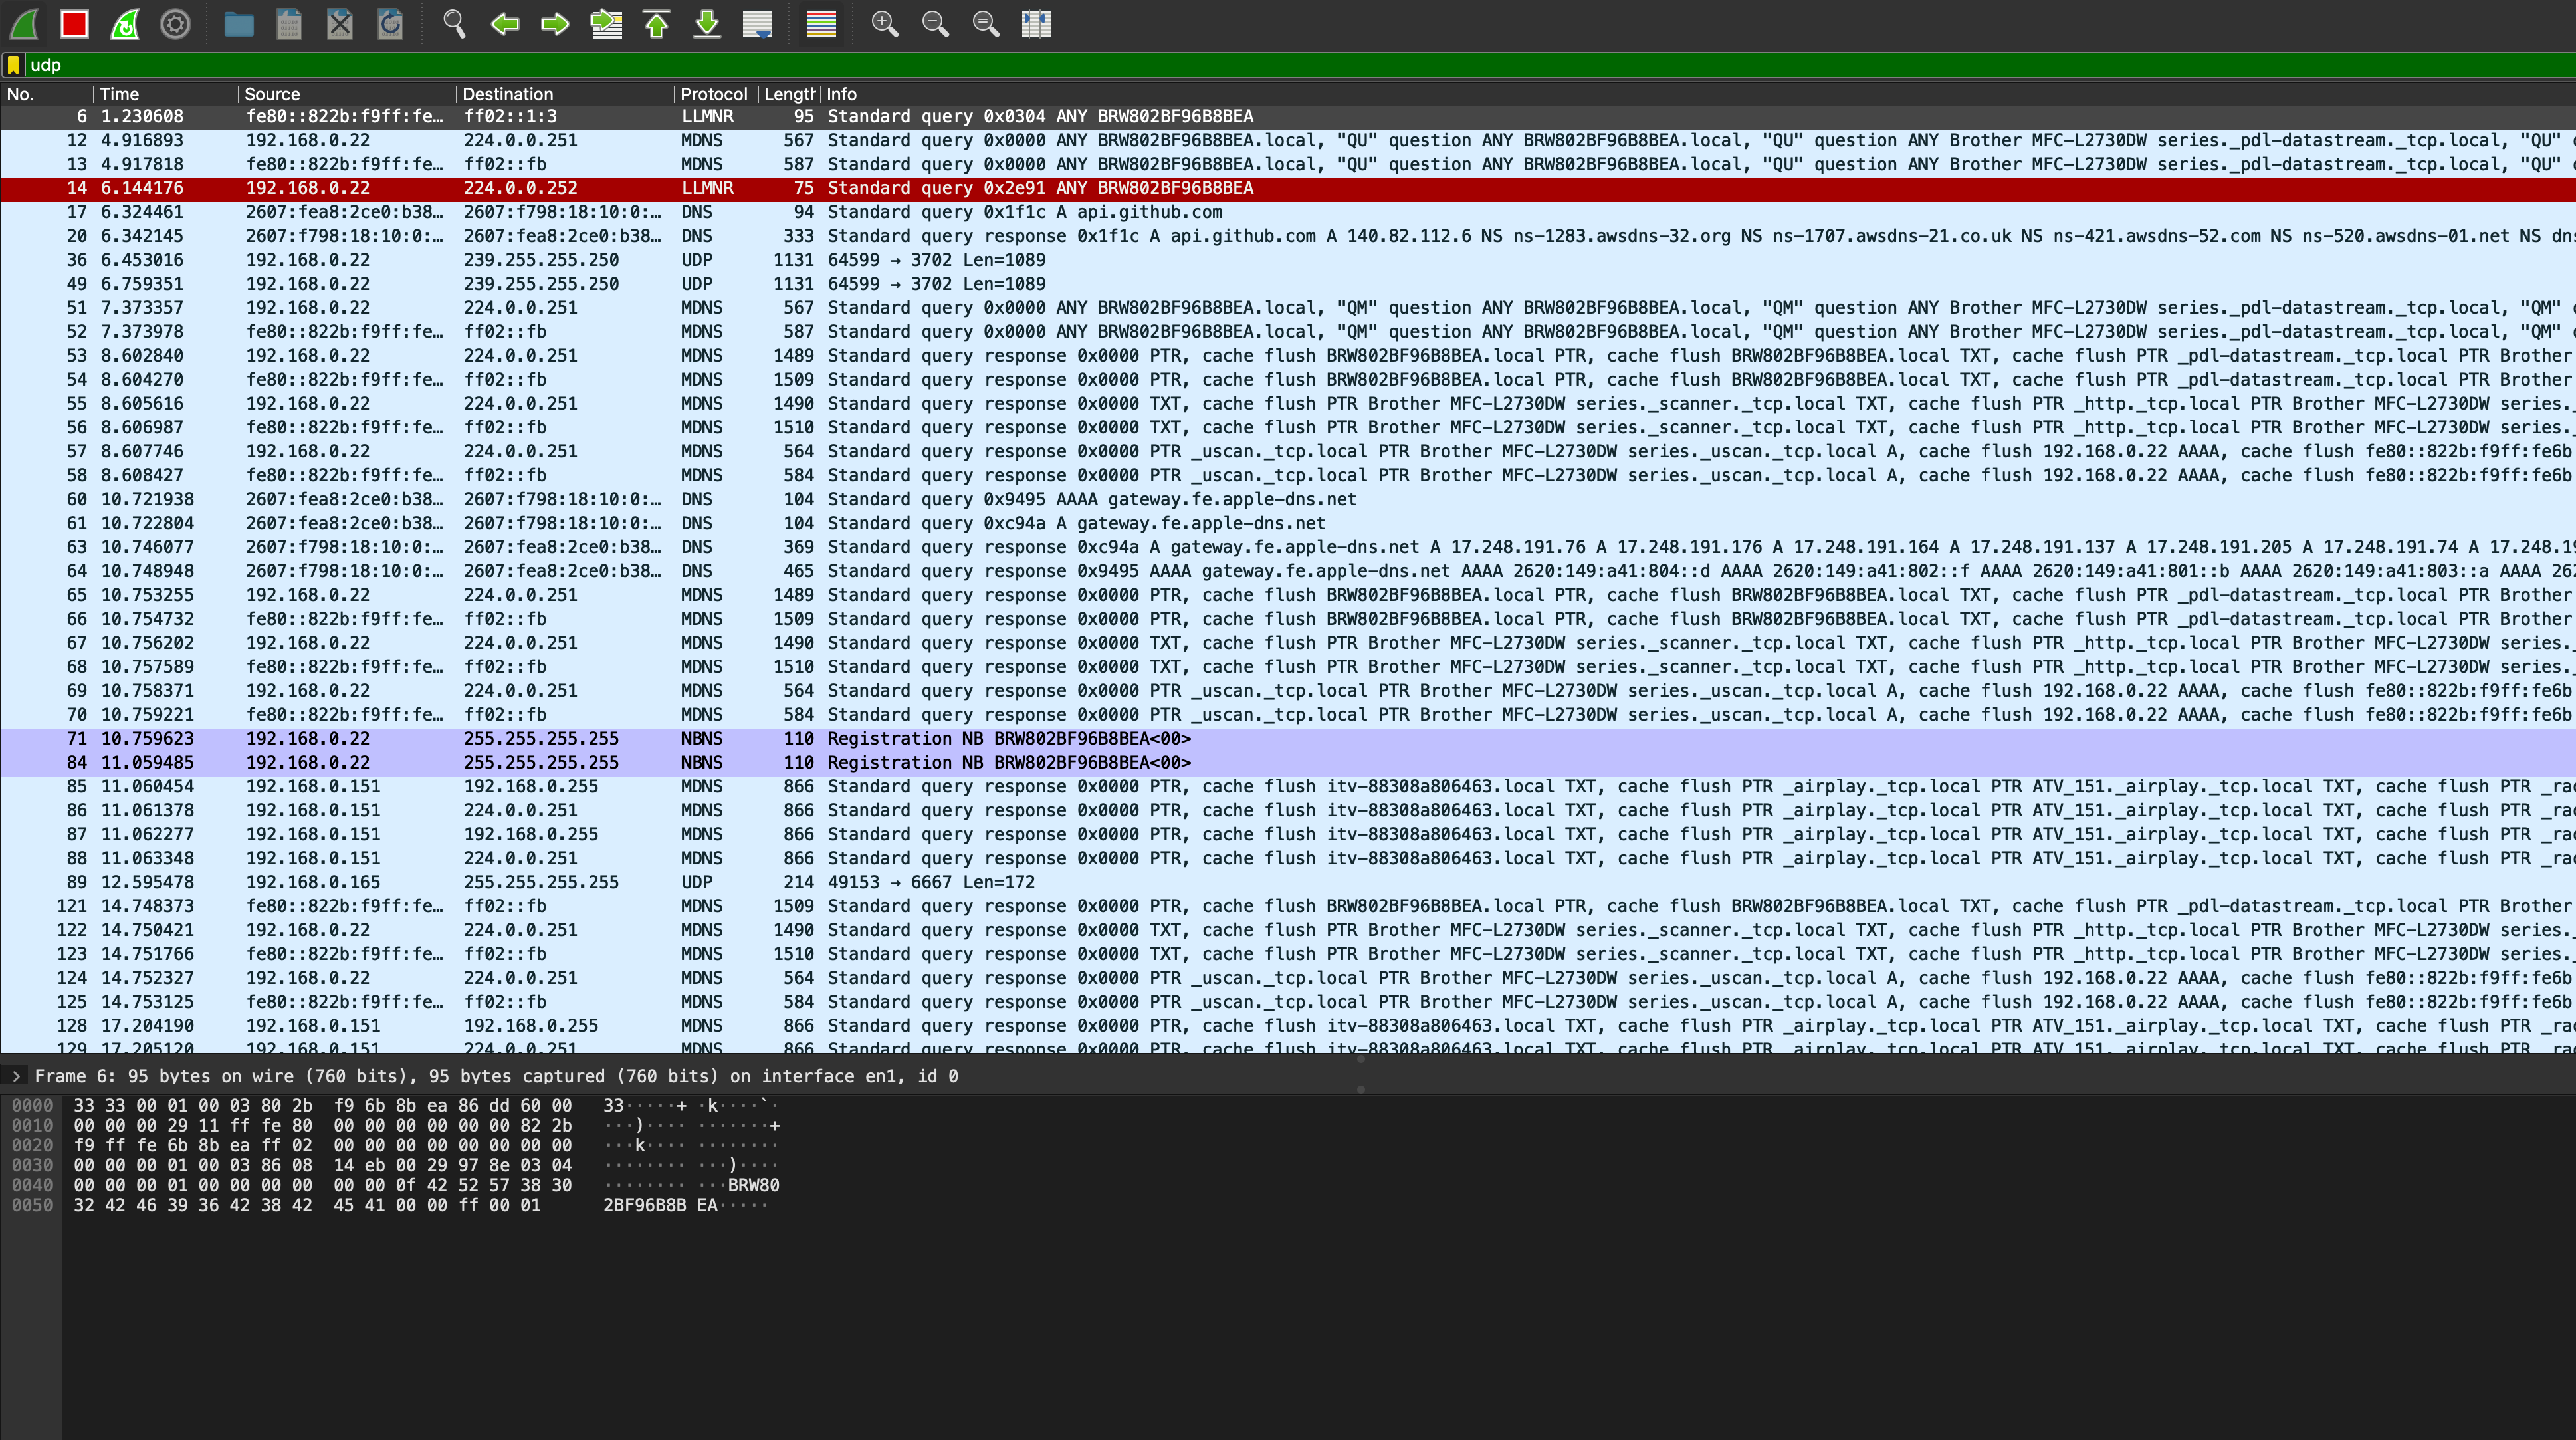 udp
No. Time Source Destination Protocol Length Info
6 1.230608 fe80::822b:f9ff:fe… ff02::1:3 LLMNR 95 Standard query 0x0304 ANY BRW802BF96B8BEA
12 4.916893 192.168.0.22 224.0.0.251 MDNS 567 Standard query 0x0000 ANY BRW802BF96B8BEA.local, "QU" question ANY BRW802BF96B8BEA.local, "QU" question ANY Brother MFC-L2730DW series._pdl-datastream._tcp.local, "QU"
13 4.917818 fe80::822b:f9ff:fe… ff02::fb MDNS 587 Standard query 0x0000 ANY BRW802BF96B8BEA.local, "QU" question ANY BRW802BF96B8BEA.local, "QU" question ANY Brother MFC-L2730DW series._pdl-datastream._tcp.local, "QU"
14 6.144176 192.168.0.22 224.0.0.252 LLMNR 75 Standard query 0x2e91 ANY BRW802BF96B8BEA
17 6.324461 2607:fea8:2ce0:b38… 2607:f798:18:10:0:… DNS 94 Standard query 0x1f1c A api.github.com
20 6.342145 2607:f798:18:10:0:… 2607:fea8:2ce0:b38… DNS 333 Standard query response 0x1f1c A api.github.com A 140.82.112.6 NS ns-1283.awsdns-32.org NS ns-1707.awsdns-21.co.uk NS ns-421.awsdns-52.com NS ns-520.awsdns-01.net NS dns
36 6.453016 192.168.0.22 239.255.255.250 UDP 1131 64599 → 3702 Len=1089
49 6.759351 192.168.0.22 239.255.255.250 UDP 1131 64599 → 3702 Len=1089
51 7.373357 192.168.0.22 224.0.0.251 MDNS 567 Standard query 0x0000 ANY BRW802BF96B8BEA.local, "QM" question ANY BRW802BF96B8BEA.local, "QM" question ANY Brother MFC-L2730DW series._pdl-datastream._tcp.local, "QM"
52 7.373978 fe80::822b:f9ff:fe… ff02::fb MDNS 587 Standard query 0x0000 ANY BRW802BF96B8BEA.local, "QM" question ANY BRW802BF96B8BEA.local, "QM" question ANY Brother MFC-L2730DW series._pdl-datastream._tcp.local, "QM"
53 8.602840 192.168.0.22 224.0.0.251 MDNS 1489 Standard query response 0x0000 PTR, cache flush BRW802BF96B8BEA.local PTR, cache flush BRW802BF96B8BEA.local TXT, cache flush PTR _pdl-datastream._tcp.local PTR Brother
54 8.604270 fe80::822b:f9ff:fe… ff02::fb MDNS 1509 Standard query response 0x0000 PTR, cache flush BRW802BF96B8BEA.local PTR, cache flush BRW802BF96B8BEA.local TXT, cache flush PTR _pdl-datastream._tcp.local PTR Brother
55 8.605616 192.168.0.22 224.0.0.251 MDNS 1490 Standard query response 0x0000 TXT, cache flush PTR Brother MFC-L2730DW series._scanner._tcp.local TXT, cache flush PTR _http._tcp.local PTR Brother MFC-L2730DW series._
56 8.606987 fe80::822b:f9ff:fe… ff02::fb MDNS 1510 Standard query response 0x0000 TXT, cache flush PTR Brother MFC-L2730DW series._scanner._tcp.local TXT, cache flush PTR _http._tcp.local PTR Brother MFC-L2730DW series._
57 8.607746 192.168.0.22 224.0.0.251 MDNS 564 Standard query response 0x0000 PTR _uscan._tcp.local PTR Brother MFC-L2730DW series._uscan._tcp.local A, cache flush 192.168.0.22 AAAA, cache flush fe80::822b:f9ff:fe6b
58 8.608427 fe80::822b:f9ff:fe… ff02::fb MDNS 584 Standard query response 0x0000 PTR _uscan._tcp.local PTR Brother MFC-L2730DW series._uscan._tcp.local A, cache flush 192.168.0.22 AAAA, cache flush fe80::822b:f9ff:fe6b
60 10.721938 2607:fea8:2ce0:b38… 2607:f798:18:10:0:… DNS 104 Standard query 0x9495 AAAA gateway.fe.apple-dns.net
61 10.722804 2607:fea8:2ce0:b38… 2607:f798:18:10:0:… DNS 104 Standard query 0xc94a A gateway.fe.apple-dns.net
63 10.746077 2607:f798:18:10:0:… 2607:fea8:2ce0:b38… DNS 369 Standard query response 0xc94a A gateway.fe.apple-dns.net A 17.248.191.76 A 17.248.191.176 A 17.248.191.164 A 17.248.191.137 A 17.248.191.205 A 17.248.191.74 A 17.248.19
64 10.748948 2607:f798:18:10:0:… 2607:fea8:2ce0:b38… DNS 465 Standard query response 0x9495 AAAA gateway.fe.apple-dns.net AAAA 2620:149:a41:804::d AAAA 2620:149:a41:802::f AAAA 2620:149:a41:801::b AAAA 2620:149:a41:803::a AAAA 262
65 10.753255 192.168.0.22 224.0.0.251 MDNS 1489 Standard query response 0x0000 PTR, cache flush BRW802BF96B8BEA.local PTR, cache flush BRW802BF96B8BEA.local TXT, cache flush PTR _pdl-datastream._tcp.local PTR Brother
66 10.754732 fe80::822b:f9ff:fe… ff02::fb MDNS 1509 Standard query response 0x0000 PTR, cache flush BRW802BF96B8BEA.local PTR, cache flush BRW802BF96B8BEA.local TXT, cache flush PTR _pdl-datastream._tcp.local PTR Brother
67 10.756202 192.168.0.22 224.0.0.251 MDNS 1490 Standard query response 0x0000 TXT, cache flush PTR Brother MFC-L2730DW series._scanner._tcp.local TXT, cache flush PTR _http._tcp.local PTR Brother MFC-L2730DW series._
68 10.757589 fe80::822b:f9ff:fe… ff02::fb MDNS 1510 Standard query response 0x0000 TXT, cache flush PTR Brother MFC-L2730DW series._scanner._tcp.local TXT, cache flush PTR _http._tcp.local PTR Brother MFC-L2730DW series._
69 10.758371 192.168.0.22 224.0.0.251 MDNS 564 Standard query response 0x0000 PTR _uscan._tcp.local PTR Brother MFC-L2730DW series._uscan._tcp.local A, cache flush 192.168.0.22 AAAA, cache flush fe80::822b:f9ff:fe6b
70 10.759221 fe80::822b:f9ff:fe… ff02::fb MDNS 584 Standard query response 0x0000 PTR _uscan._tcp.local PTR Brother MFC-L2730DW series._uscan._tcp.local A, cache flush 192.168.0.22 AAAA, cache flush fe80::822b:f9ff:fe6b
71 10.759623 192.168.0.22 255.255.255.255 NBNS 110 Registration NB BRW802BF96B8BEA<00>
84 11.059485 192.168.0.22 255.255.255.255 NBNS 110 Registration NB BRW802BF96B8BEA<00>
85 11.060454 192.168.0.151 192.168.0.255 MDNS 866 Standard query response 0x0000 PTR, cache flush itv-88308a806463.local TXT, cache flush PTR _airplay._tcp.local PTR ATV_151._airplay._tcp.local TXT, cache flush PTR _rao
86 11.061378 192.168.0.151 224.0.0.251 MDNS 866 Standard query response 0x0000 PTR, cache flush itv-88308a806463.local TXT, cache flush PTR _airplay._tcp.local PTR ATV_151._airplay._tcp.local TXT, cache flush PTR _rao
87 11.062277 192.168.0.151 192.168.0.255 MDNS 866 Standard query response 0x0000 PTR, cache flush itv-88308a806463.local TXT, cache flush PTR _airplay._tcp.local PTR ATV_151._airplay._tcp.local TXT, cache flush PTR _rao
88 11.063348 192.168.0.151 224.0.0.251 MDNS 866 Standard query response 0x0000 PTR, cache flush itv-88308a806463.local TXT, cache flush PTR _airplay._tcp.local PTR ATV_151._airplay._tcp.local TXT, cache flush PTR _rao
89 12.595478 192.168.0.165 255.255.255.255 UDP 214 49153 → 6667 Len=172
121 14.748373 fe80::822b:f9ff:fe… ff02::fb MDNS 1509 Standard query response 0x0000 PTR, cache flush BRW802BF96B8BEA.local PTR, cache flush BRW802BF96B8BEA.local TXT, cache flush PTR _pdl-datastream._tcp.local PTR Brother
122 14.750421 192.168.0.22 224.0.0.251 MDNS 1490 Standard query response 0x0000 TXT, cache flush PTR Brother MFC-L2730DW series._scanner._tcp.local TXT, cache flush PTR _http._tcp.local PTR Brother MFC-L2730DW series._
123 14.751766 fe80::822b:f9ff:fe… ff02::fb MDNS 1510 Standard query response 0x0000 TXT, cache flush PTR Brother MFC-L2730DW series._scanner._tcp.local TXT, cache flush PTR _http._tcp.local PTR Brother MFC-L2730DW series._
124 14.752327 192.168.0.22 224.0.0.251 MDNS 564 Standard query response 0x0000 PTR _uscan._tcp.local PTR Brother MFC-L2730DW series._uscan._tcp.local A, cache flush 192.168.0.22 AAAA, cache flush fe80::822b:f9ff:fe6b
125 14.753125 fe80::822b:f9ff:fe… ff02::fb MDNS 584 Standard query response 0x0000 PTR _uscan._tcp.local PTR Brother MFC-L2730DW series._uscan._tcp.local A, cache flush 192.168.0.22 AAAA, cache flush fe80::822b:f9ff:fe6b
128 17.204190 192.168.0.151 192.168.0.255 MDNS 866 Standard query response 0x0000 PTR, cache flush itv-88308a806463.local TXT, cache flush PTR _airplay._tcp.local PTR ATV_151._airplay._tcp.local TXT, cache flush PTR _rao
129 17.205120 192.168.0.151 224.0.0.251 MDNS 866 Standard query response 0x0000 PTR, cache flush itv-88308a806463.local TXT, cache flush PTR _airplay._tcp.local PTR ATV_151._airplay._tcp.local TXT, cache flush PTR _rao
Frame 6: 95 bytes on wire (760 bits), 95 bytes captured (760 bits) on interface en1, id 0
0000 33 33 00 01 00 03 80 2b f9 6b 8b ea 86 dd 60 00 33·····+ ·k····`·
0010 00 00 00 29 11 ff fe 80 00 00 00 00 00 00 82 2b ···)···· ·······+
0020 f9 ff fe 6b 8b ea ff 02 00 00 00 00 00 00 00 00 ···k···· ········
0030 00 00 00 01 00 03 86 08 14 eb 00 29 97 8e 03 04 ········ ···)····
0040 00 00 00 01 00 00 00 00 00 00 0f 42 52 57 38 30 ········ ···BRW80
0050 32 42 46 39 36 42 38 42 45 41 00 00 ff 00 01 2BF96B8B EA·····